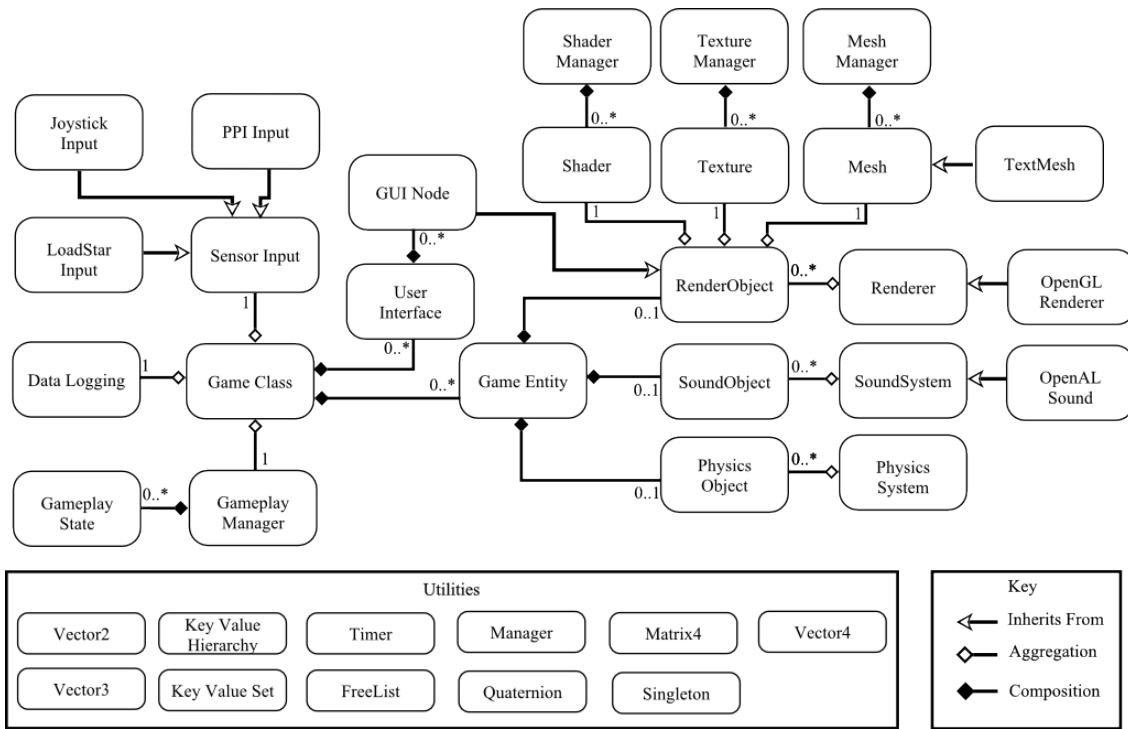 Shader
Manager
Texture
Manager
Mesh
Manager
Joystick
Input
PPI Input
0..*
0..*
0..*
Shader
Texture
Mesh
TextMesh
GUI Node
1
1
1
LoadStar
Input
Sensor Input
0..*
User
Interface
RenderObject
0..*
Renderer
OpenGL
Renderer
1
0..1
0..*
Data Logging
1
Game Class
0..*
Game Entity
SoundObject
0..*
SoundSystem
OpenAL
Sound
0..1
1
Physics
Object
0..*
Physics
System
0..1
Gameplay
State
0..*
Gameplay
Manager
Utilities
Vector2
Key Value
Hierarchy
Timer
Manager
Matrix4
Vector4
Vector3
Key Value Set
FreeList
Quaternion
Singleton
Key
Inherits From
Aggregation
Composition